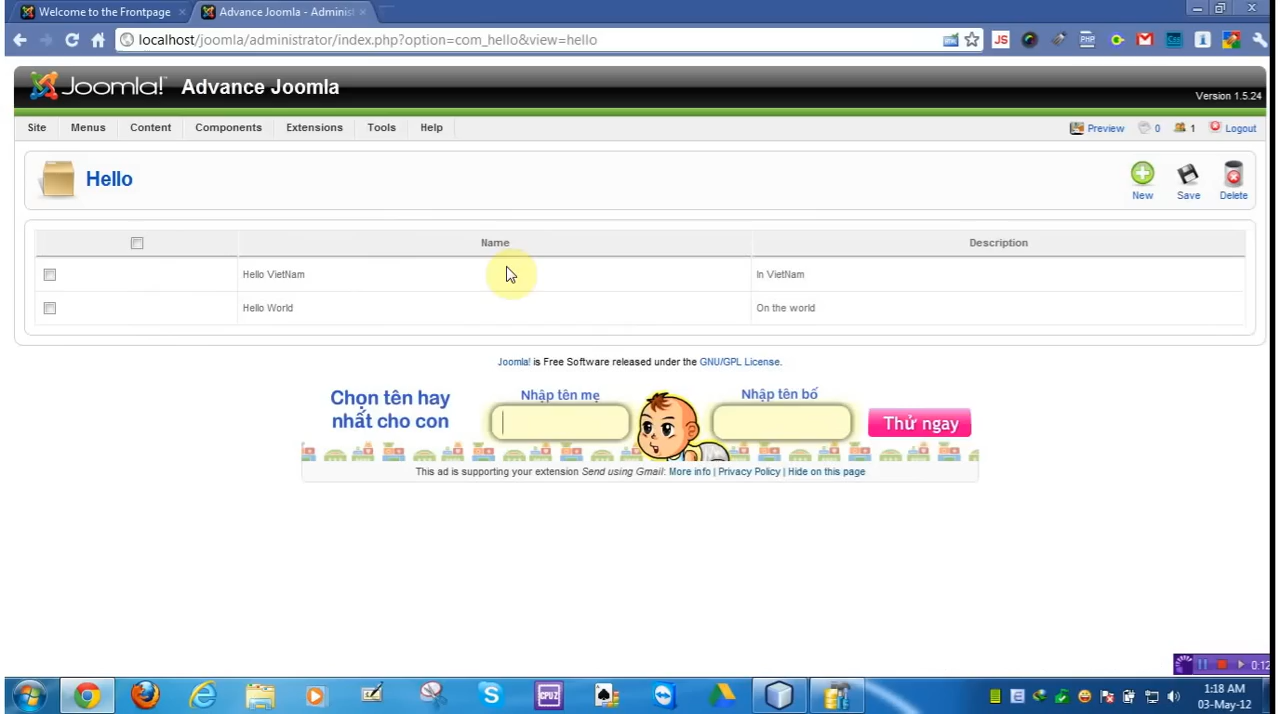 Welcome to the Frontpage
Advance Joomla - Administ
localhost/joomla/administrator/index.php?option=com_hello&view=hello
JS
PHP
Joomla!
Advance Joomla
Version 1.5.24
Site Menus Content Components Extensions Tools Help
Preview 0 1 Logout
Hello
New Save Delete
Name Description
Hello VietNam In VietNam
Hello World On the world
Joomla! is Free Software released under the GNU/GPL License.
Chọn tên hay
nhất cho con
Nhập tên mẹ
Nhập tên bố
Thử ngay
This ad is supporting your extension Send using Gmail: More info | Privacy Policy | Hide on this page
0:12
CPUZ
1:18 AM
03-May-12